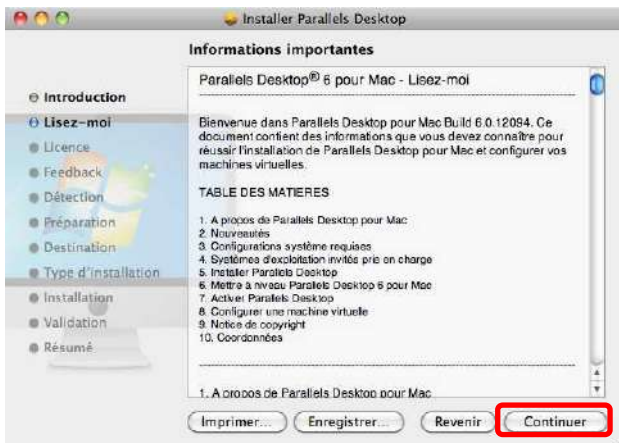 Installer Parallels Desktop
Informations importantes
Introduction
Lisez-moi
Licence
Feedback
Détection
Préparation
Destination
Type d'installation
Installation
Validation
Résumé
Parallels Desktop® 6 pour Mac - Lisez-moi
Bienvenue dans Parallels Desktop pour Mac Build 6.0.12094. Ce
document contient des informations que vous devez connaître pour
réussir l'installation de Parallels Desktop pour Mac et configurer vos
machines virtuelles.
TABLE DES MATIERES
1. A propos de Parallels Desktop pour Mac
2. Nouveautés
3. Configurations système requises
4. Systèmes d'exploitation invités pris en charge
5. Installer Parallels Desktop
6. Mettre à niveau Parallels Desktop 6 pour Mac
7. Activer Parallels Desktop
8. Configurer une machine virtuelle
9. Notice de copyright
10. Coordonnées
1. A propos de Parallels Desktop pour Mac
Imprimer... Enregistrer... Revenir Continuer